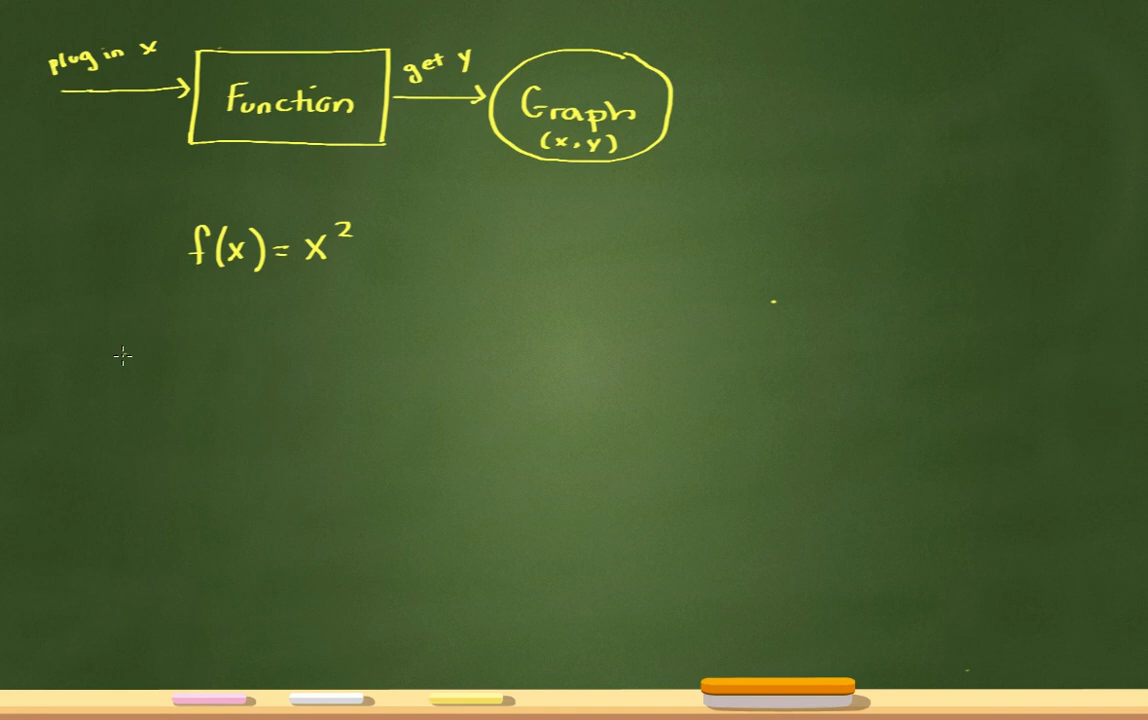 plug in x
Function
get y
Graph
(x,y)
f(x) = x²